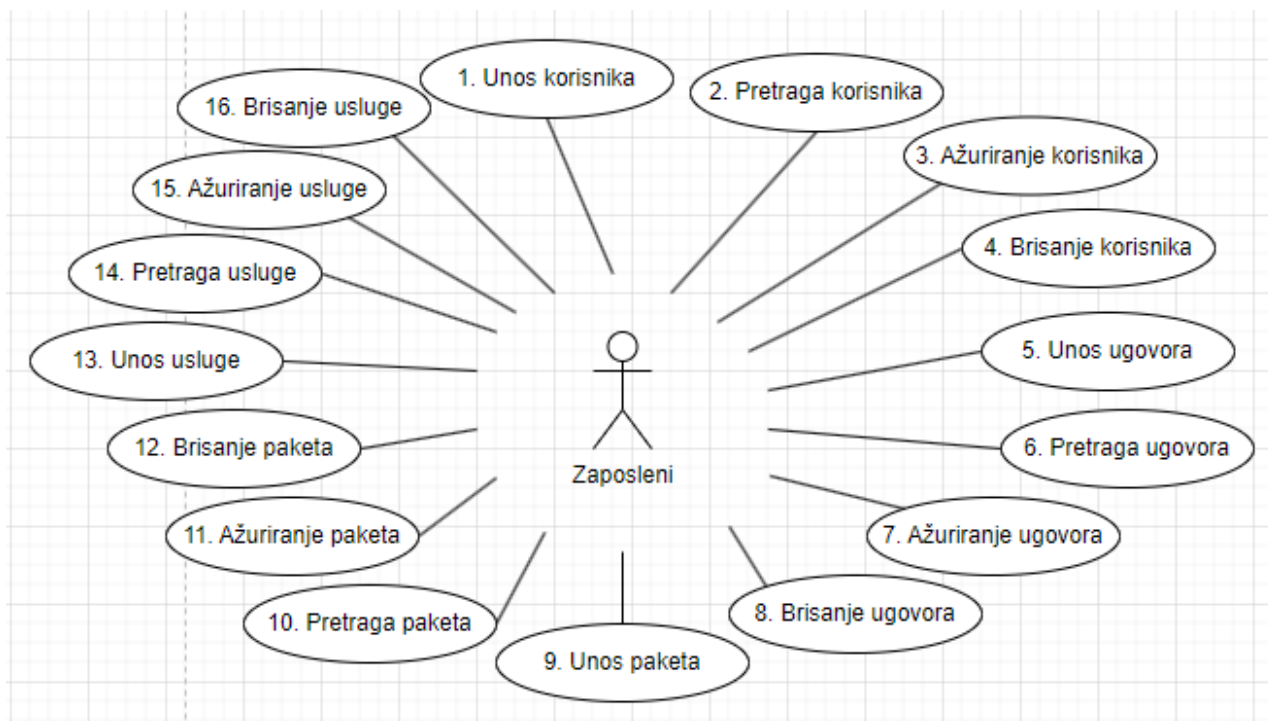 1. Unos korisnika
2. Pretraga korisnika
3. Ažuriranje korisnika
4. Brisanje korisnika
5. Unos ugovora
6. Pretraga ugovora
7. Ažuriranje ugovora
8. Brisanje ugovora
9. Unos paketa
10. Pretraga paketa
11. Ažuriranje paketa
12. Brisanje paketa
13. Unos usluge
14. Pretraga usluge
15. Ažuriranje usluge
16. Brisanje usluge
Zaposleni